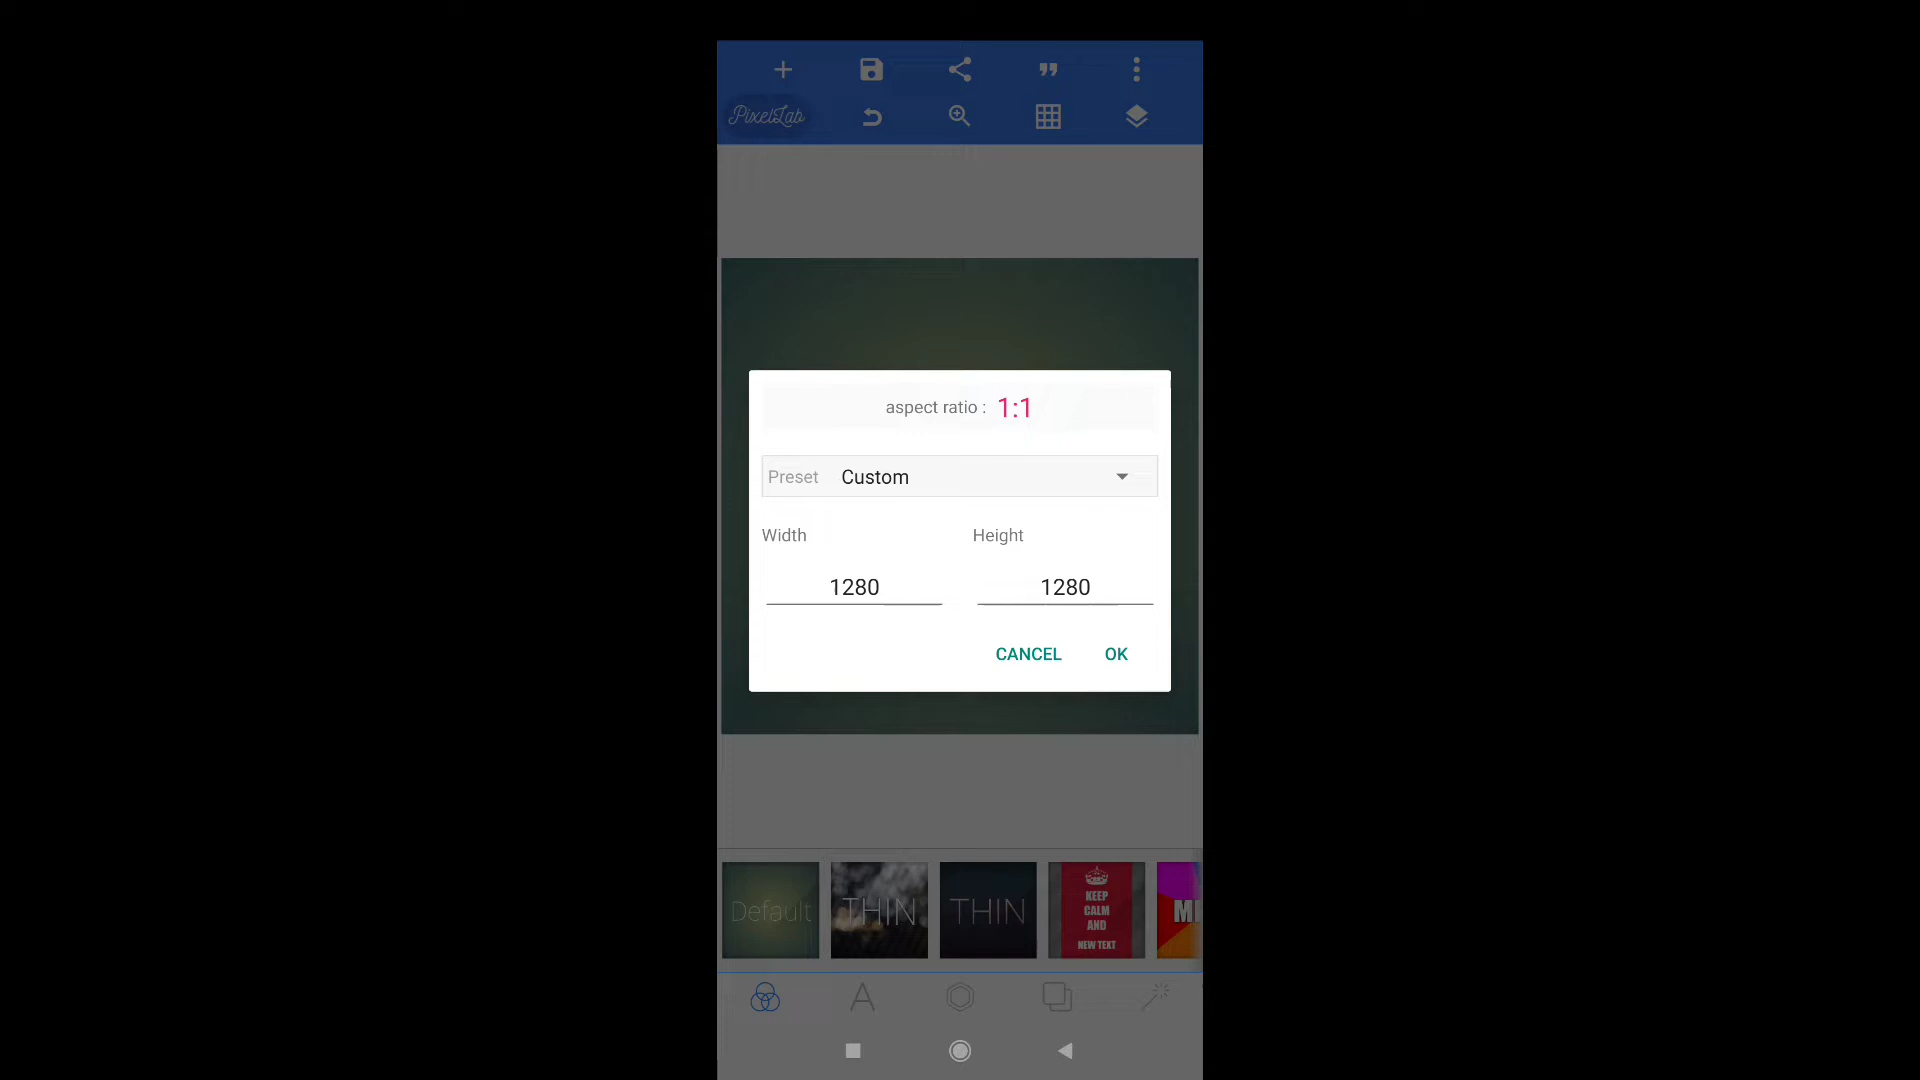 PixelLab
aspect ratio : 1:1
Preset Custom
Width Height
1280 1280
CANCEL OK
Default
THIN
THIN
KEEP
CALM
AND
NEW TEXT